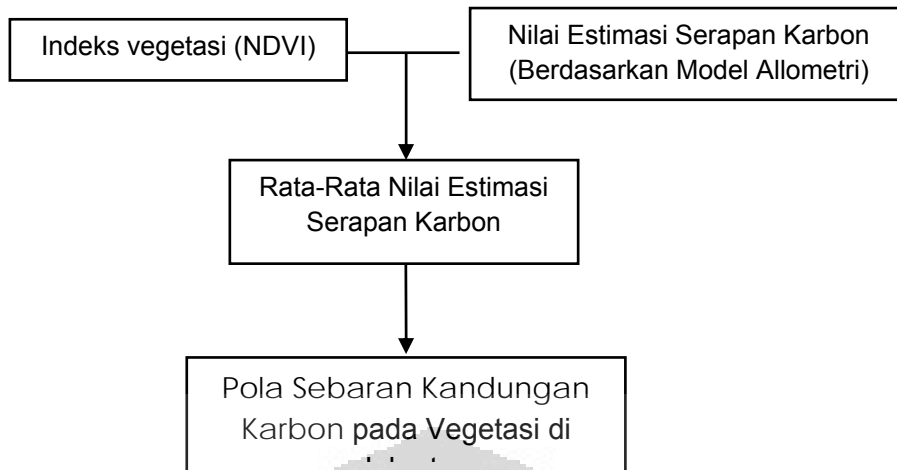 Indeks vegetasi (NDVI)
Nilai Estimasi Serapan Karbon
(Berdasarkan Model Allometri)
Rata-Rata Nilai Estimasi
Serapan Karbon
Pola Sebaran Kandungan
Karbon pada Vegetasi di